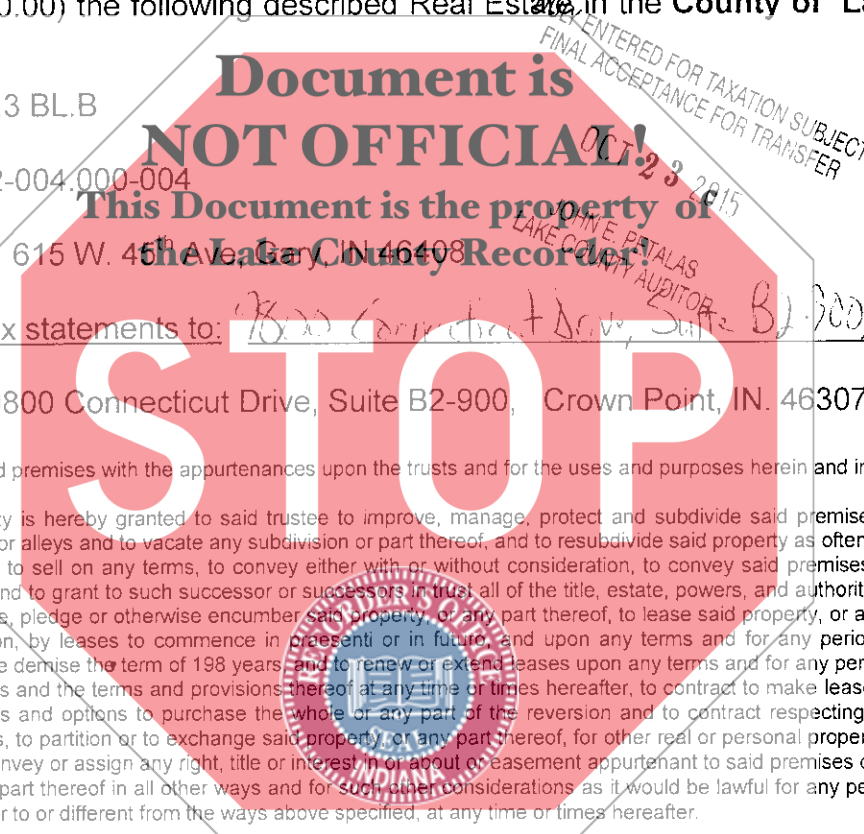 0.00) the following described Real Estate in the County of La
DULY ENTERED FOR TAXATION SUBJECT
FINAL ACCEPTANCE FOR TRANSFER
Document is
3 BL.B
NOT OFFICIAL!
OCT 23 2015
-004.000-004
This Document is the property of
JOHN E. PETALAS
LAKE COUNTY AUDITOR
615 W. 45th Ave, Gary, IN 46408
the Lake County Recorder!
x statements to: 9800 Connecticut Drive, Suite B2-900
9800 Connecticut Drive, Suite B2-900, Crown Point, IN. 46307
STOP
d premises with the appurtenances upon the trusts and for the uses and purposes herein and in
y is hereby granted to said trustee to improve, manage, protect and subdivide said premise
or alleys and to vacate any subdivision or part thereof, and to resubdivide said property as often
to sell on any terms, to convey either with or without consideration, to convey said premises
nd to grant to such successor or successors in trust all of the title, estate, powers, and authorit
e, pledge or otherwise encumber said property, or any part thereof, to lease said property, or a
on, by leases to commence in praesenti or in futuro, and upon any terms and for any perio
e demise the term of 198 years, and to renew or extend leases upon any terms and for any per
s and the terms and provisions thereof at any time or times hereafter, to contract to make lease
s and options to purchase the whole or any part of the reversion and to contract respecting
s, to partition or to exchange said property, or any part thereof, for other real or personal proper
nvey or assign any right, title or interest in or about or easement appurtenant to said premises o
part thereof in all other ways and for such other considerations as it would be lawful for any pe
r to or different from the ways above specified, at any time or times hereafter.
RECORDER'S OFFICE
SEAL
INDIANA